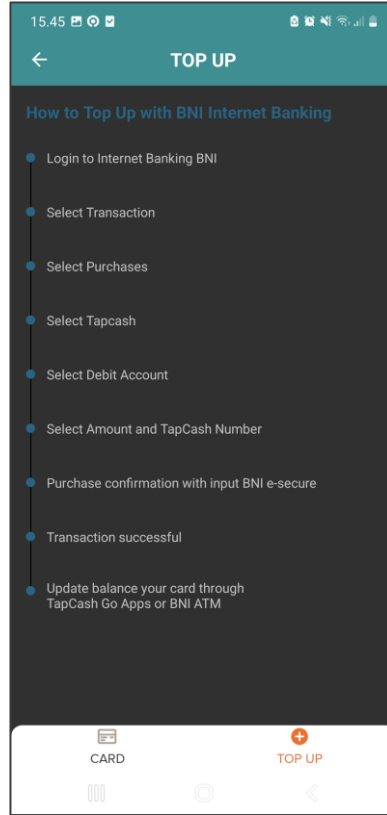 15.45
TOP UP
How to Top Up with BNI Internet Banking
Login to Internet Banking BNI
Select Transaction
Select Purchases
Select Tapcash
Select Debit Account
Select Amount and TapCash Number
Purchase confirmation with input BNI e-secure
Transaction successful
Update balance your card through
TapCash Go Apps or BNI ATM
CARD
TOP UP